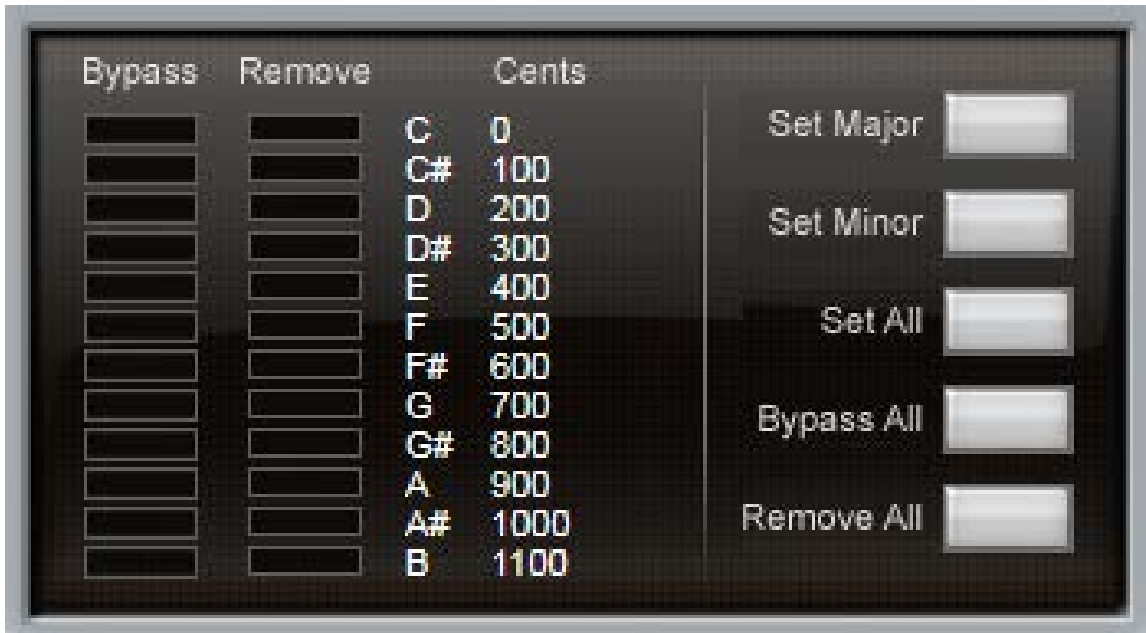 Bypass Remove Cents
C 0
C# 100
D 200
D# 300
E 400
F 500
F# 600
G 700
G# 800
A 900
A# 1000
B 1100
Set Major
Set Minor
Set All
Bypass All
Remove All